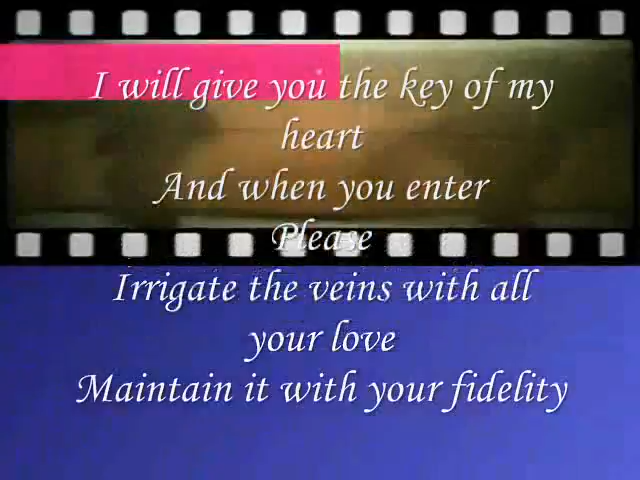 I will give you the key of my
heart
And when you enter
Please
Irrigate the veins with all
your love
Maintain it with your fidelity